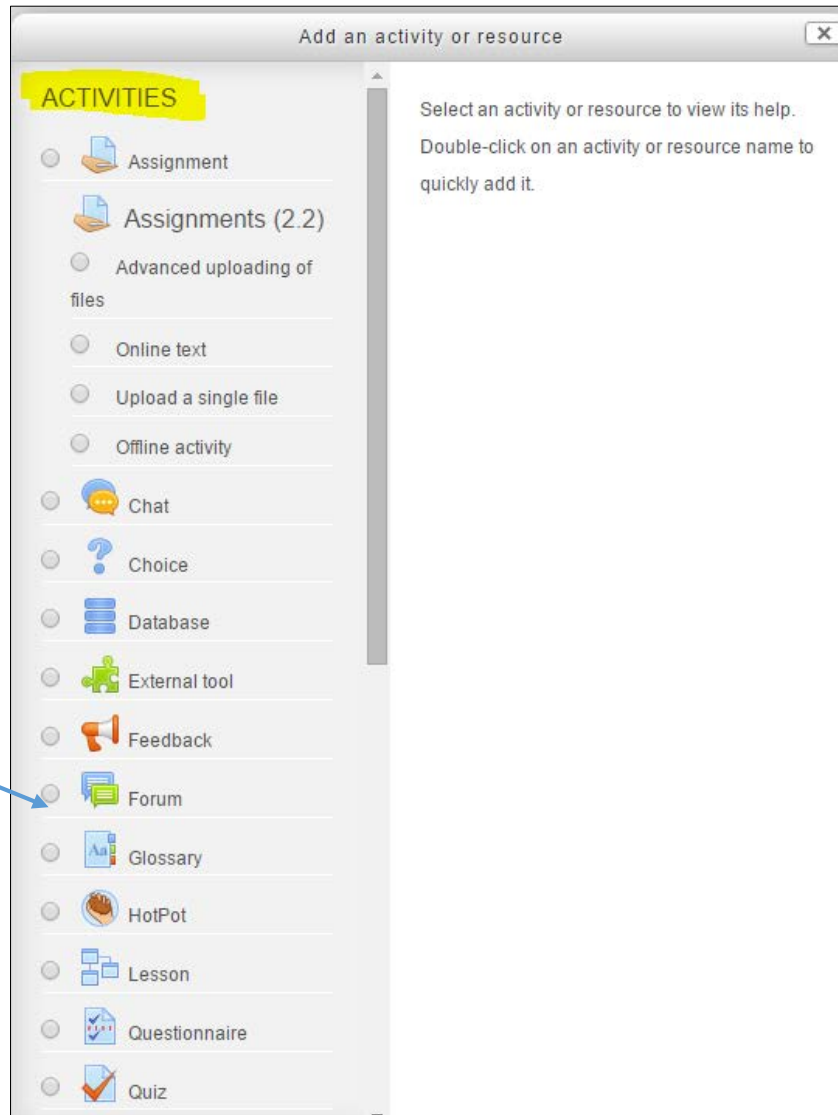 Add an activity or resource
ACTIVITIES
Assignment
Assignments (2.2)
Advanced uploading of
files
Online text
Upload a single file
Offline activity
Chat
Choice
Database
External tool
Feedback
Forum
Aa
Glossary
HotPot
Lesson
Questionnaire
Quiz
Select an activity or resource to view its help.
Double-click on an activity or resource name to
quickly add it.